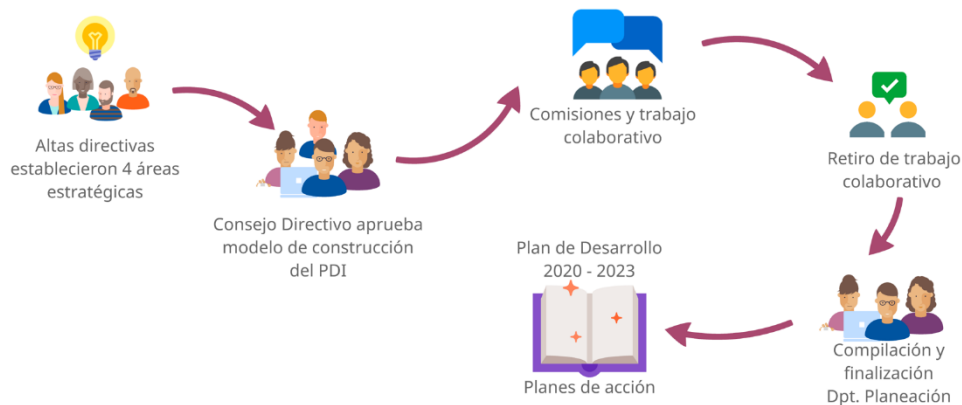 Altas directivas
establecieron 4 áreas
estratégicas
Consejo Directivo aprueba
modelo de construcción
del PDI
Comisiones y trabajo
colaborativo
Retiro de trabajo
colaborativo
Compilación y
finalización
Dpt. Planeación
Plan de Desarrollo
2020 - 2023
Planes de acción